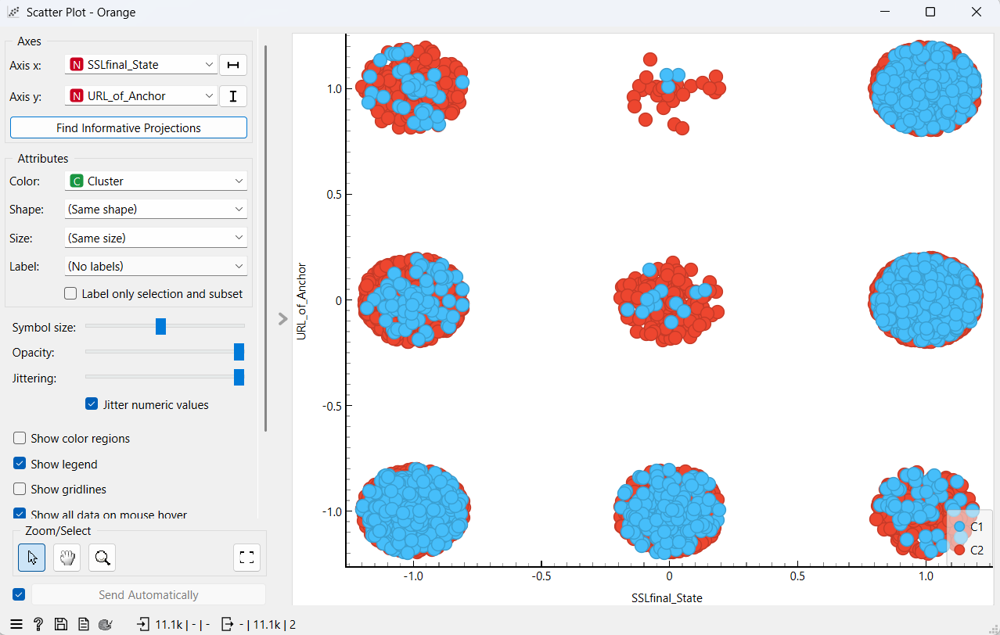 Scatter Plot - Orange
Axes
Axis x: N SSLfinal_State
Axis y: N URL_of_Anchor
Find Informative Projections
Attributes
Color: C Cluster
Shape: (Same shape)
Size: (Same size)
Label: (No labels)
Label only selection and subset
Symbol size:
Opacity:
Jittering:
Jitter numeric values
Show color regions
Show legend
Show gridlines
Show all data on mouse hover
Zoom/Select
Send Automatically
11.1k | - | - - | 11.1k | 2
URL_of_Anchor
1.0
0.5
0
-0.5
-1.0
C1
C2
-1.0 -0.5 0 0.5 1.0
SSLfinal_State